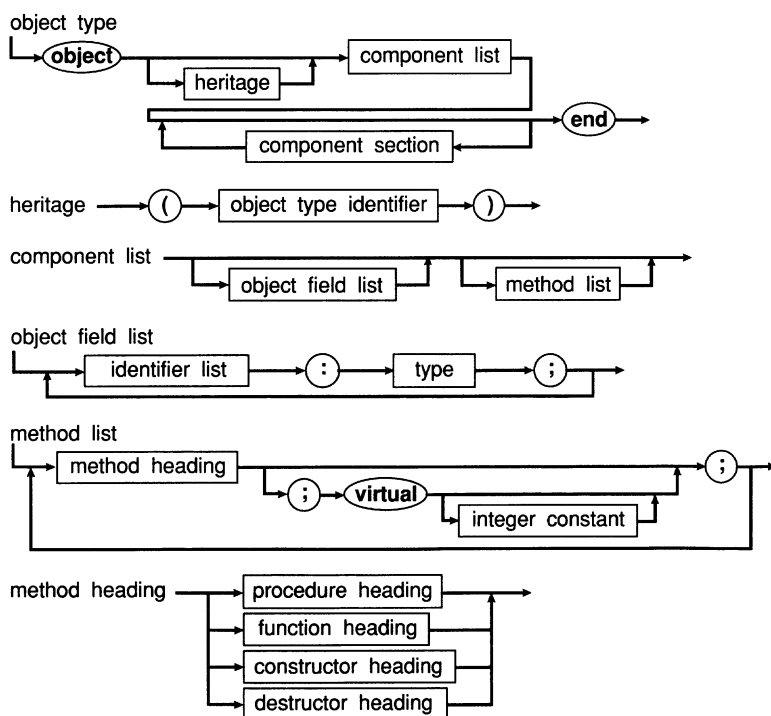 object type
object component list
heritage
end
component section
heritage ( object type identifier )
component list
object field list method list
object field list
identifier list : type ;
method list
method heading ;
; virtual
integer constant
method heading procedure heading
function heading
constructor heading
destructor heading